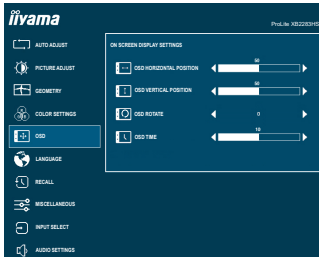 iiyama
ProLite XB2283HS
AUTO ADJUST
PICTURE ADJUST
GEOMETRY
COLOR SETTINGS
OSD
LANGUAGE
RECALL
MISCELLANEOUS
INPUT SELECT
AUDIO SETTINGS
ON SCREEN DISPLAY SETTINGS
OSD HORIZONTAL POSITION
50
OSD VERTICAL POSITION
50
OSD ROTATE
0
OSD TIME
10